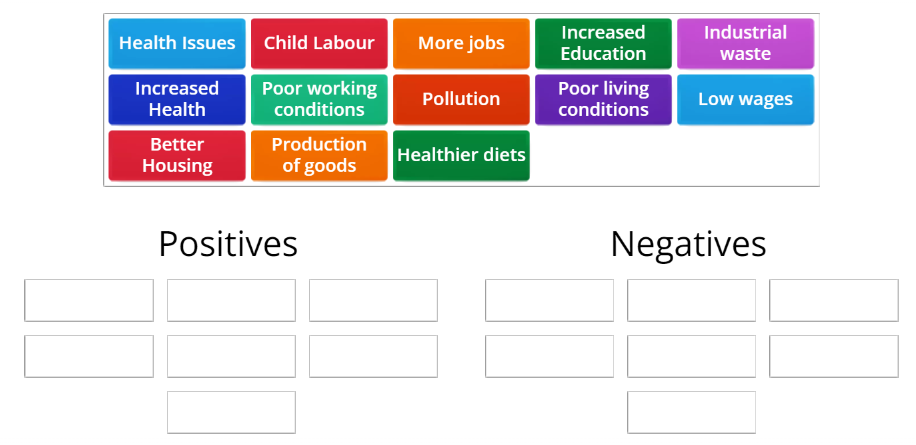 Health Issues
Child Labour
More jobs
Increased
Education
Industrial
waste
Increased
Health
Poor working
conditions
Pollution
Poor living
conditions
Low wages
Better
Housing
Production
of goods
Healthier diets
Positives
Negatives